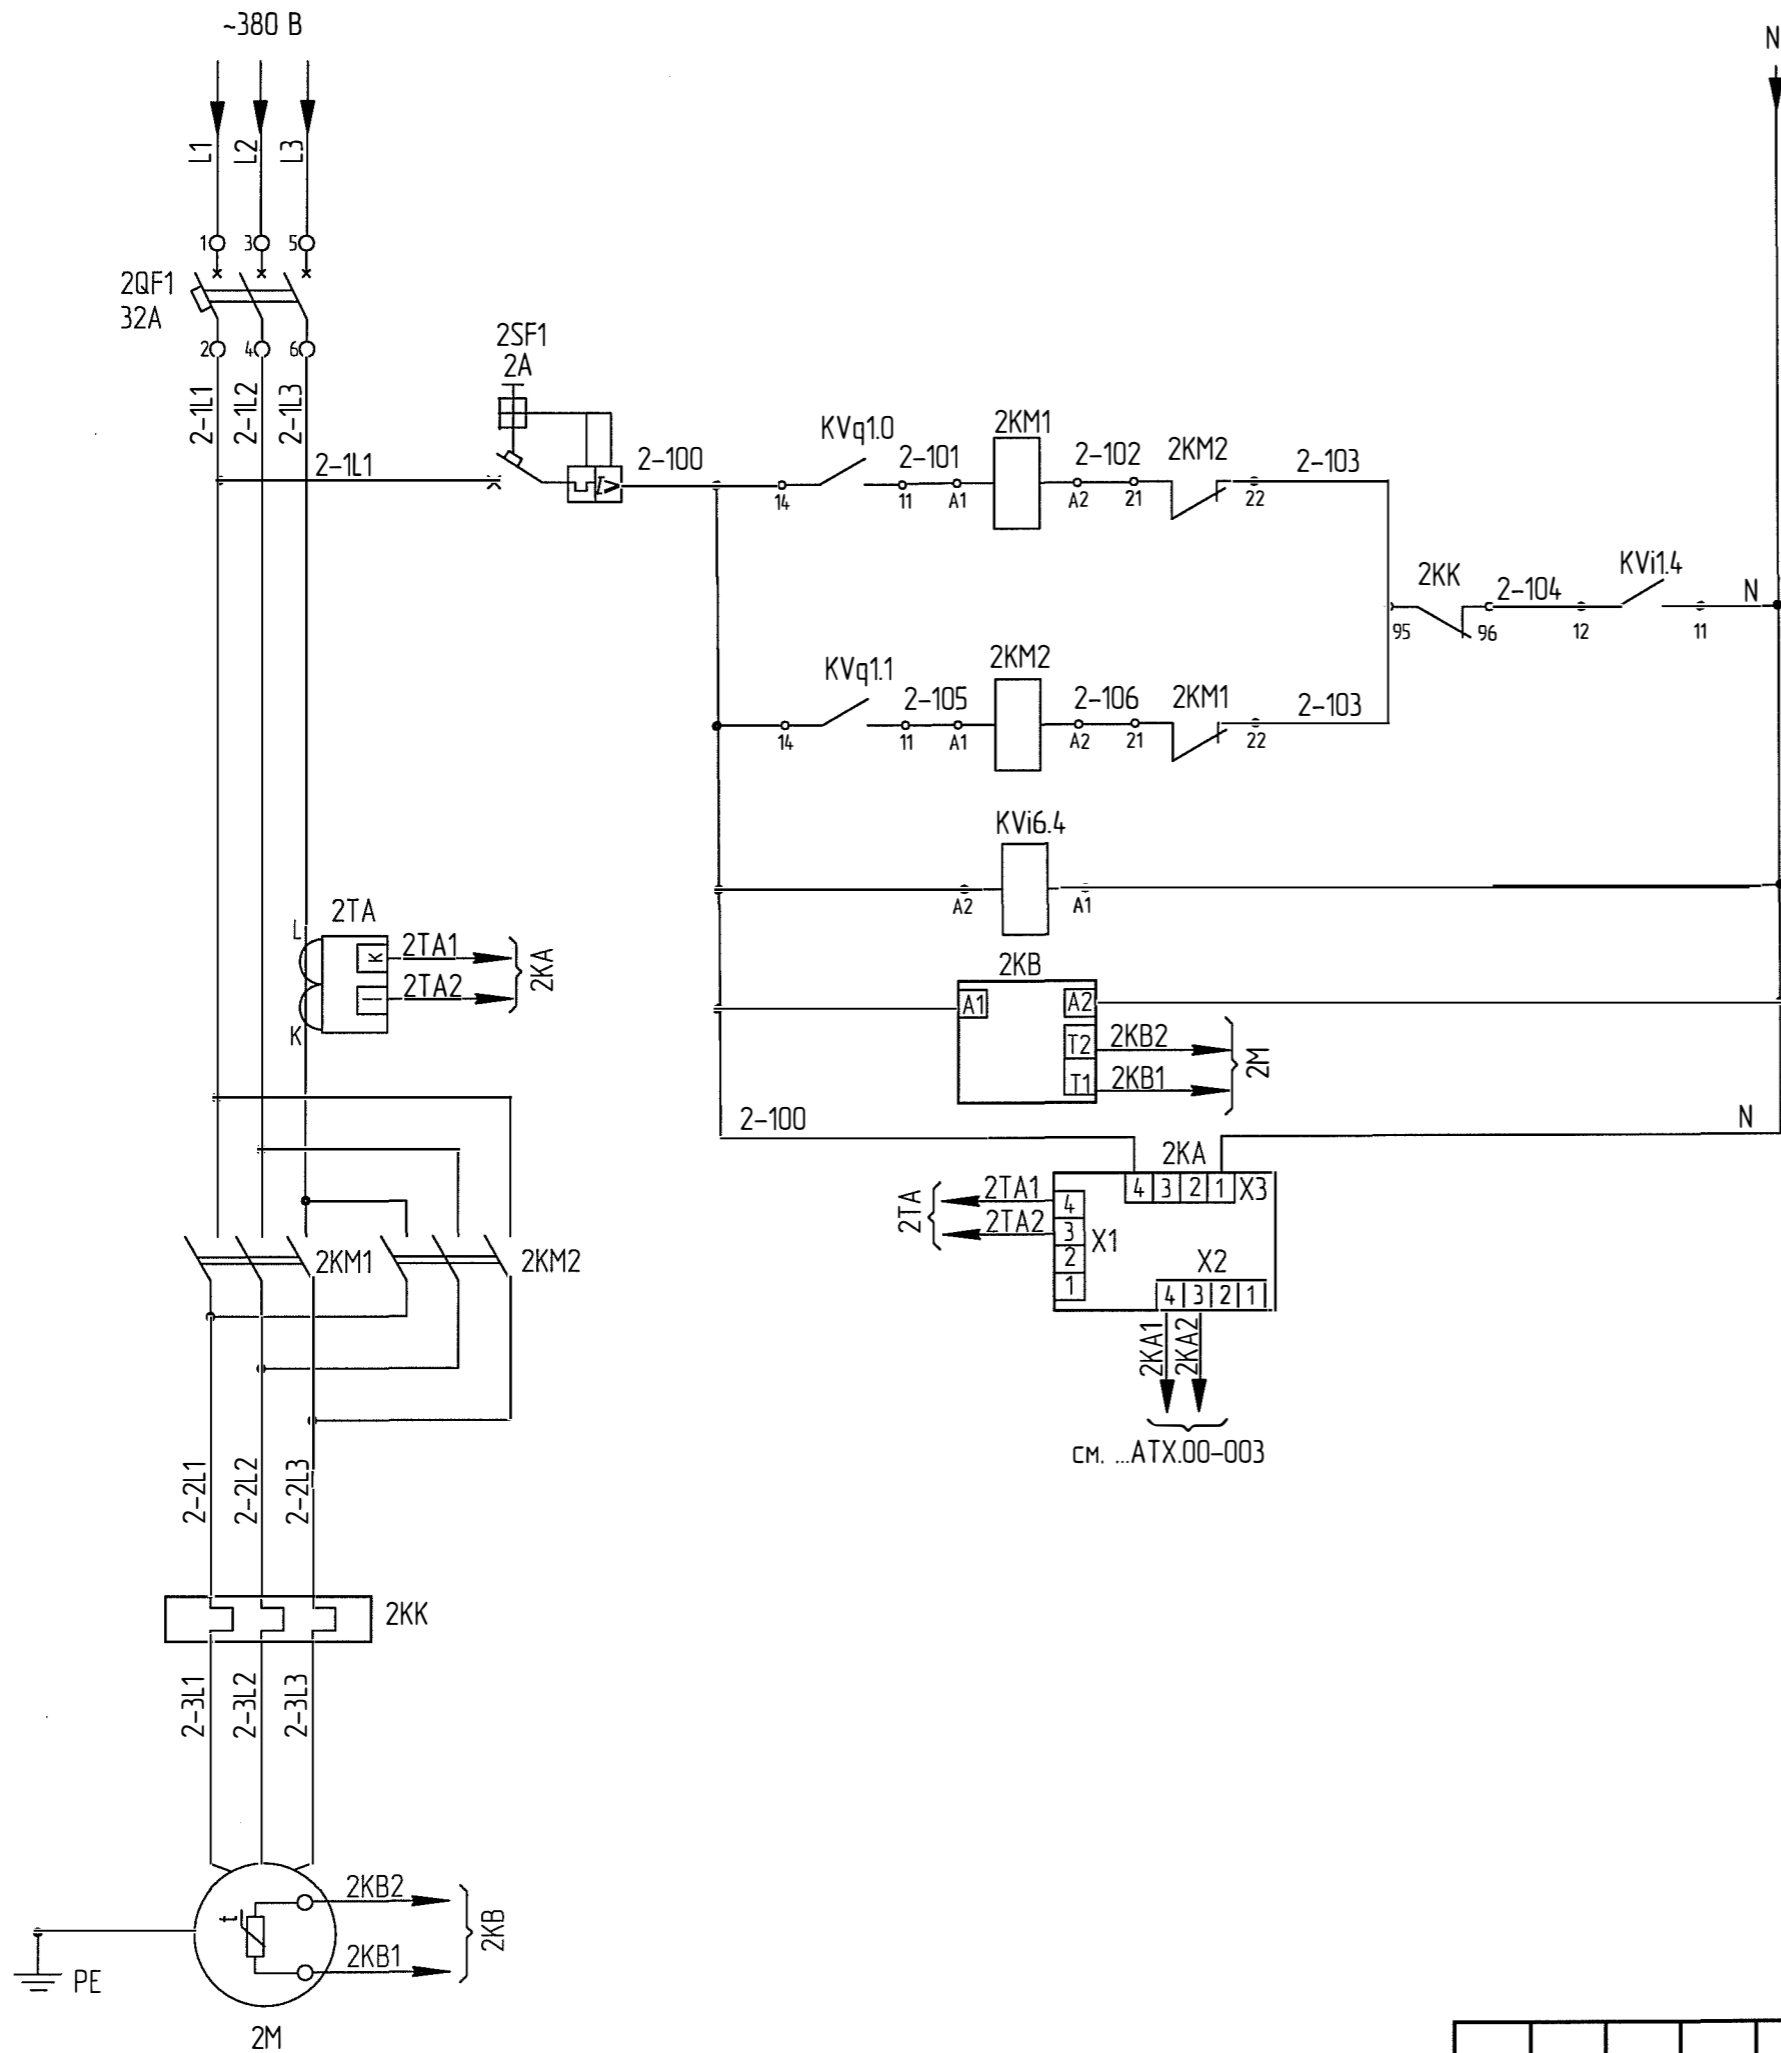 ~380 В
N
L1
L2
L3
1
3
5
2QF1
32A
2
4
6
2-1L1
2-1L2
2-1L3
2SF1
2A
2-1L1
I>
2-100
KVq1.0
14
11
2-101
A1
2KM1
A2
2-102
21
2KM2
22
2-103
2KK
95
96
2-104
12
KVi1.4
11
N
KVq1.1
14
11
2-105
A1
2KM2
A2
2-106
21
2KM1
22
2-103
KVi6.4
A2
A1
L
2TA
K
2TA1
I
2TA2
2KA
K
2KB
A1
A2
T2
2KB2
T1
2KB1
2M
2-100
N
2KA
4 3 2 1 X3
2TA
2TA1
2TA2
4
3
2
1
X1
X2
4 3 2 1
2KA1
2KA2
см. ...АТХ.00-003
2KM1
2KM2
2-2L1
2-2L2
2-2L3
2KK
2-3L1
2-3L2
2-3L3
t
2KB2
2KB1
2KB
PE
2M